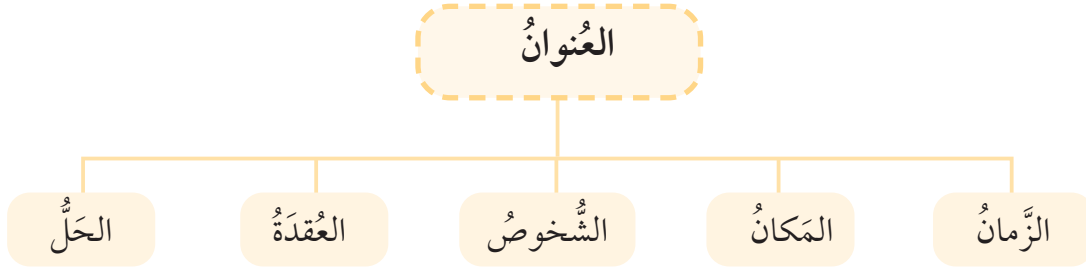 العُنوانُ
الزَّمانُ
المَكانُ
الشُّخوصُ
العُقدَةُ
الحَلُّ